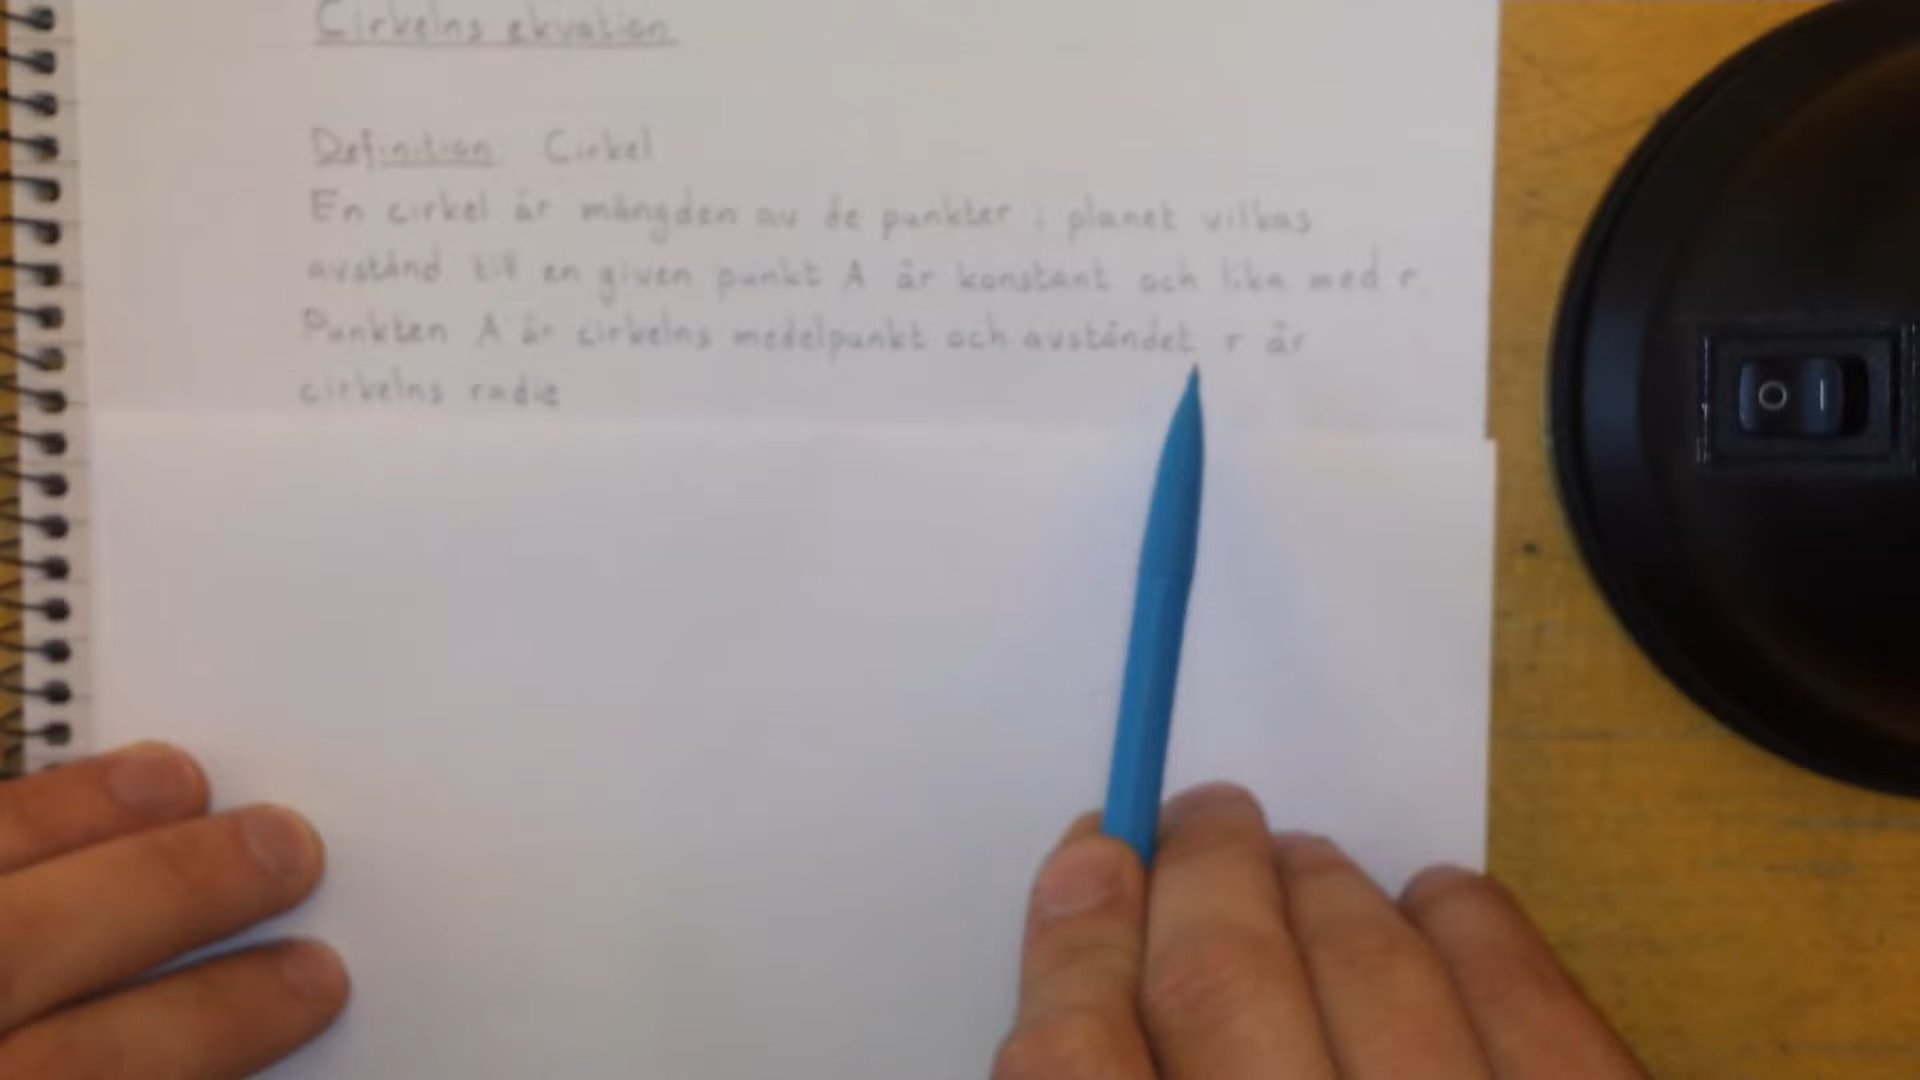 Cirkelns ekvation
Definition: Cirkel
En cirkel är mängden av de punkter i planet vilkas
avstånd till en given punkt A är konstant och lika med r.
Punkten A är cirkelns medelpunkt och avståndet r är
cirkelns radie